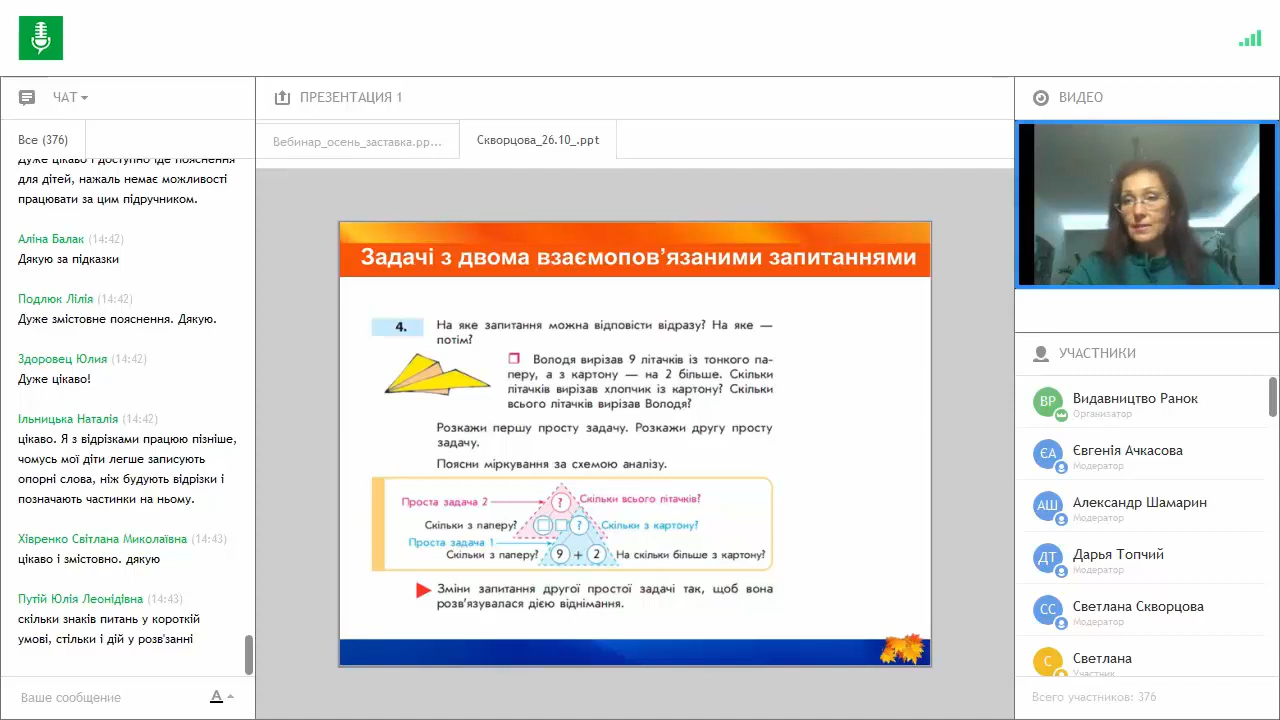 ЧАТ
ПРЕЗЕНТАЦИЯ 1
ВИДЕО
Все (376)
Вебинар_осень_заставка.pp...
Скворцова_26.10_.ppt
Дуже цікаво і доступно іде пояснення
для дітей, нажаль немає можливості
працювати за цим підручником.
Аліна Балак (14:42)
Дякую за підказки
Подлюк Лілія (14:42)
Дуже змістовне пояснення. Дякую.
Здоровец Юлия (14:42)
Дуже цікаво!
Ільницька Наталія (14:42)
цікаво. Я з відрізками працюю пізніше,
чомусь мої діти легше записують
опорні слова, ніж будують відрізки і
позначають частинки на ньому.
Хівренко Світлана Миколаївна (14:43)
цікаво і змістовно. дякую
Путій Юлія Леонідівна (14:43)
скільки знаків питань у короткій
умові, стільки і дій у розв'занні
Ваше сообщение
A
Задачі з двома взаємопов’язаними запитаннями
4. На яке запитання можна відповісти відразу? На яке —
потім?
Володя вирізав 9 літачків із тонкого па-
перу, а з картону — на 2 більше. Скільки
літачків вирізав хлопчик із картону? Скільки
всього літачків вирізав Володя?
Розкажи першу просту задачу. Розкажи другу просту
задачу.
Поясни міркування за схемою аналізу.
Проста задача 2 ? Скільки всього літачків?
Скільки з паперу? ? Скільки з картону?
Проста задача 1
Скільки з паперу? 9 + 2 На скільки більше з картону?
Зміни запитання другої простої задачі так, щоб вона
розв’язувалася дією віднімання.
УЧАСТНИКИ
ВР Видавництво Ранок
Организатор
ЄА Євгенія Ачкасова
Модератор
АШ Александр Шамарин
Модератор
ДТ Дарья Топчий
Модератор
СС Светлана Скворцова
Модератор
С Светлана
Участник
Всего участников: 376